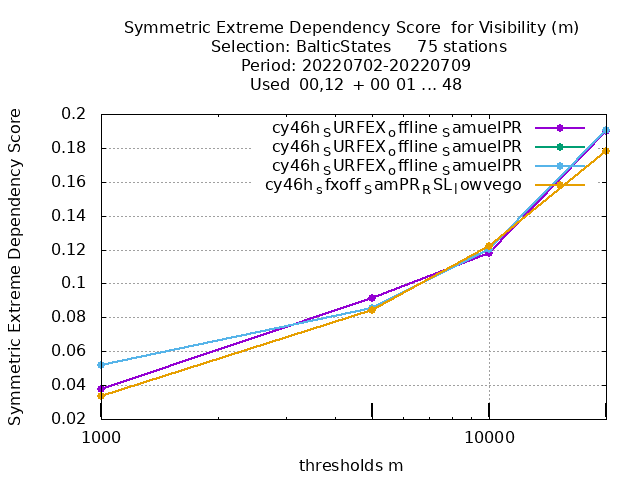 Symmetric Extreme Dependency Score  for Visibility (m)
Selection: BalticStates     75 stations
Period: 20220702-20220709
Used  00,12  + 00 01 ... 48
Symmetric Extreme Dependency Score
0.2
0.18
0.16
0.14
0.12
0.1
0.08
0.06
0.04
0.02
cy46h_SURFEX_offline_SamuelPR
cy46h_SURFEX_offline_SamuelPR
cy46h_SURFEX_offline_SamuelPR
cy46h_sfxoff_SamPR_RSL_lowvego
1000
10000
thresholds m